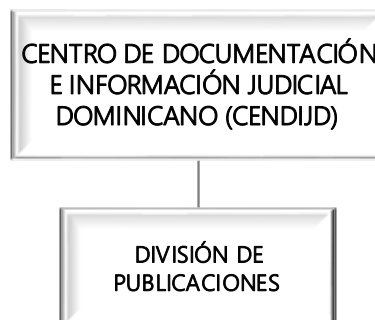 CENTRO DE DOCUMENTACIÓN
E INFORMACIÓN JUDICIAL
DOMINICANO (CENDIJD)
DIVISIÓN DE
PUBLICACIONES